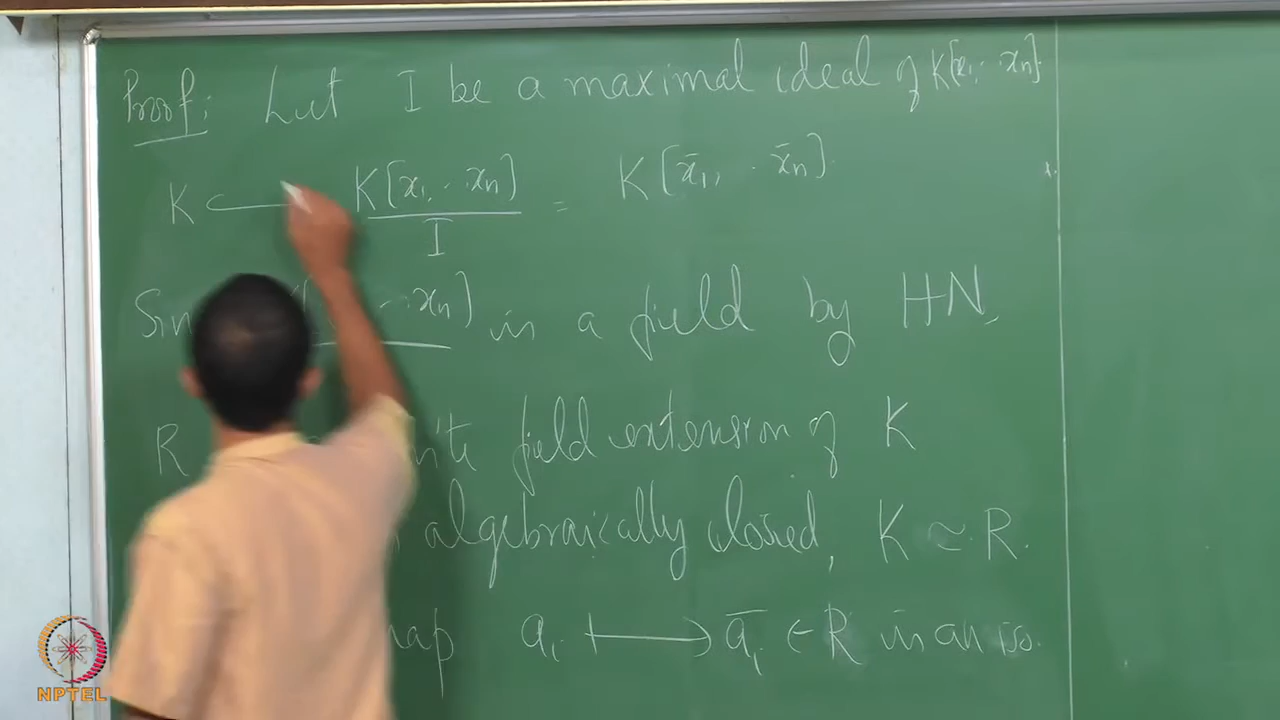 Proof: Let I be a maximal ideal of K[x₁, ... xₙ].
K ↪ K[x₁, ... xₙ] / I = K[x̄₁, ... x̄ₙ].
xₙ] is a field by HN,
R field extension of K
algebraically closed, K ≃ R.
map a₁ ⟼ a̅₁ ∈ R is an iso.
NPTEL